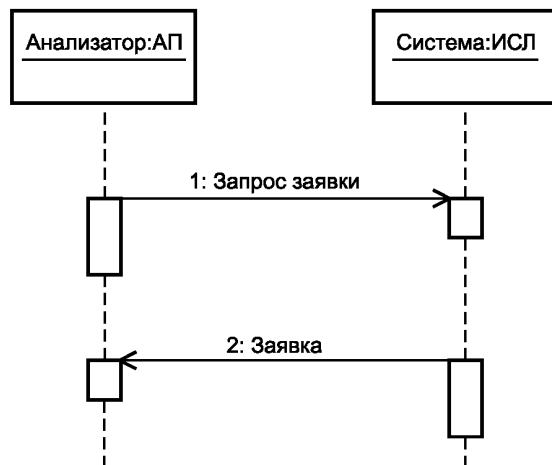 Анализатор:АП
Система:ИСЛ
1: Запрос заявки
2: Заявка